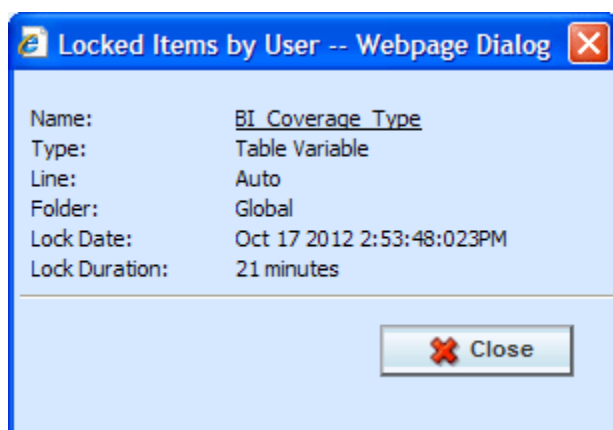 Locked Items by User -- Webpage Dialog
Name: BI_Coverage_Type
Type: Table Variable
Line: Auto
Folder: Global
Lock Date: Oct 17 2012 2:53:48:023PM
Lock Duration: 21 minutes
Close